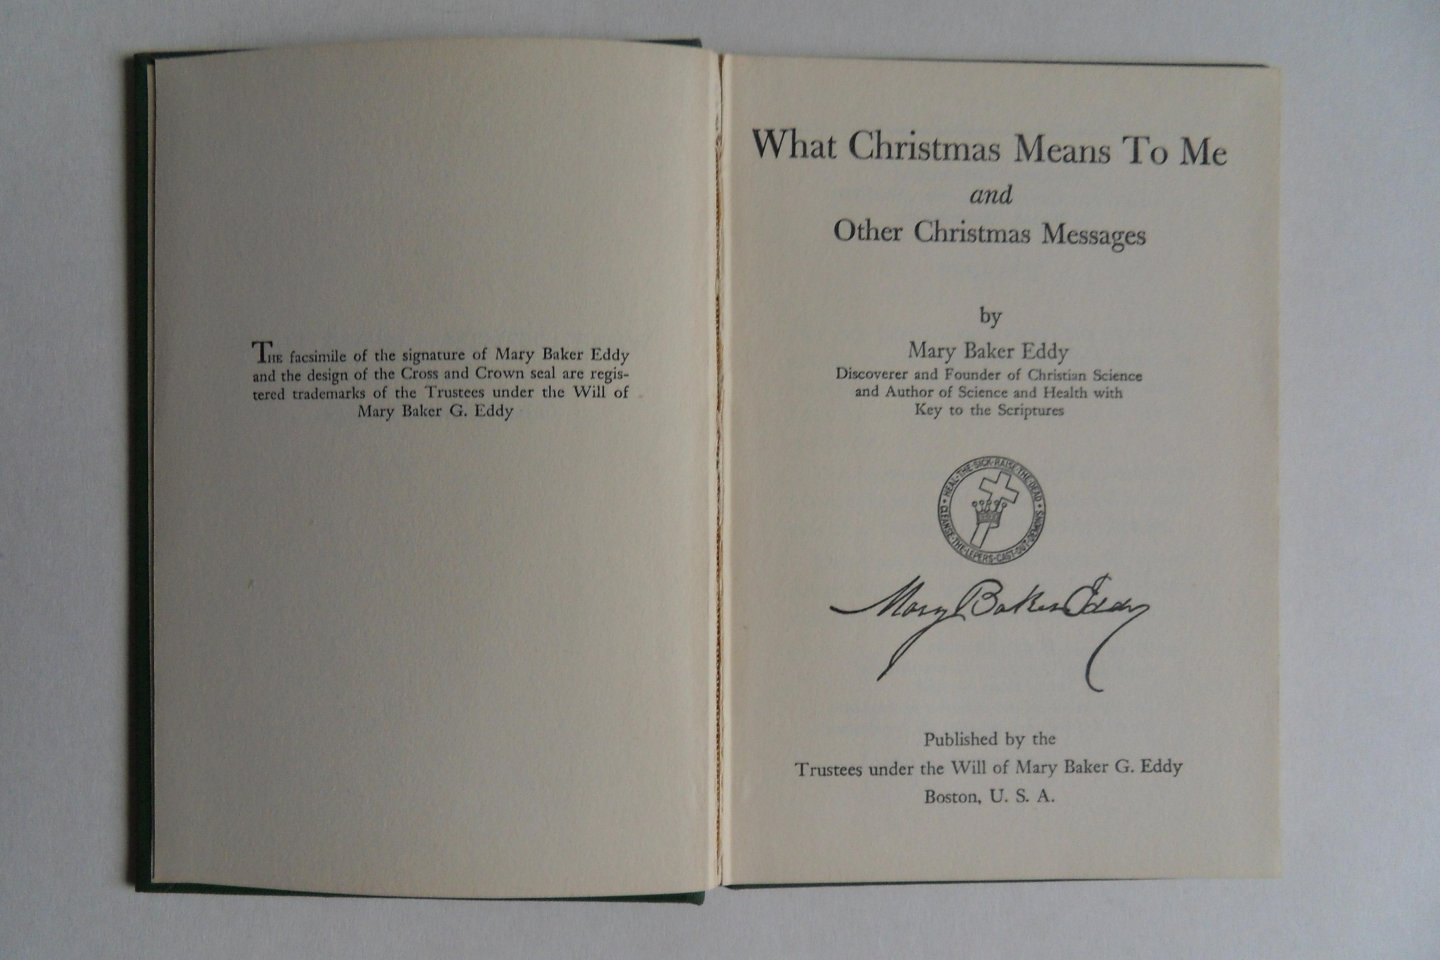 THE facsimile of the signature of Mary Baker Eddy
and the design of the Cross and Crown seal are regis-
tered trademarks of the Trustees under the Will of
Mary Baker G. Eddy
What Christmas Means To Me
and
Other Christmas Messages
by
Mary Baker Eddy
Discoverer and Founder of Christian Science
and Author of Science and Health with
Key to the Scriptures
HEAL·THE·SICK·RAISE·THE·DEAD
CLEANSE·THE·LEPERS·CAST·OUT·DEMONS
Mary Baker Eddy
Published by the
Trustees under the Will of Mary Baker G. Eddy
Boston, U. S. A.